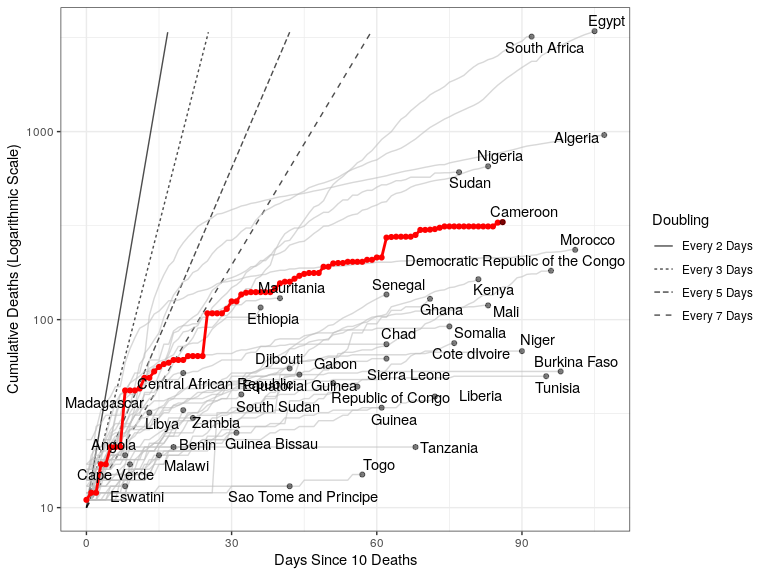 Egypt
South Africa
1000
Algeria
Nigeria
Sudan
Cameroon
Morocco
Democratic Republic of the Congo
Mauritania
Senegal
Kenya
Ghana
Mali
100
Ethiopia
Chad
Somalia
Niger
Djibouti
Gabon
Cote dIvoire
Burkina Faso
Central African Republic
Equatorial Guinea
Sierra Leone
Tunisia
Madagascar
South Sudan
Republic of Congo
Liberia
Libya
Zambia
Guinea
Angola
Benin
Guinea Bissau
Tanzania
Cape Verde
Malawi
Togo
Eswatini
Sao Tome and Principe
10
0
30
60
90
Days Since 10 Deaths
Cumulative Deaths (Logarithmic Scale)
Doubling
Every 2 Days
Every 3 Days
Every 5 Days
Every 7 Days